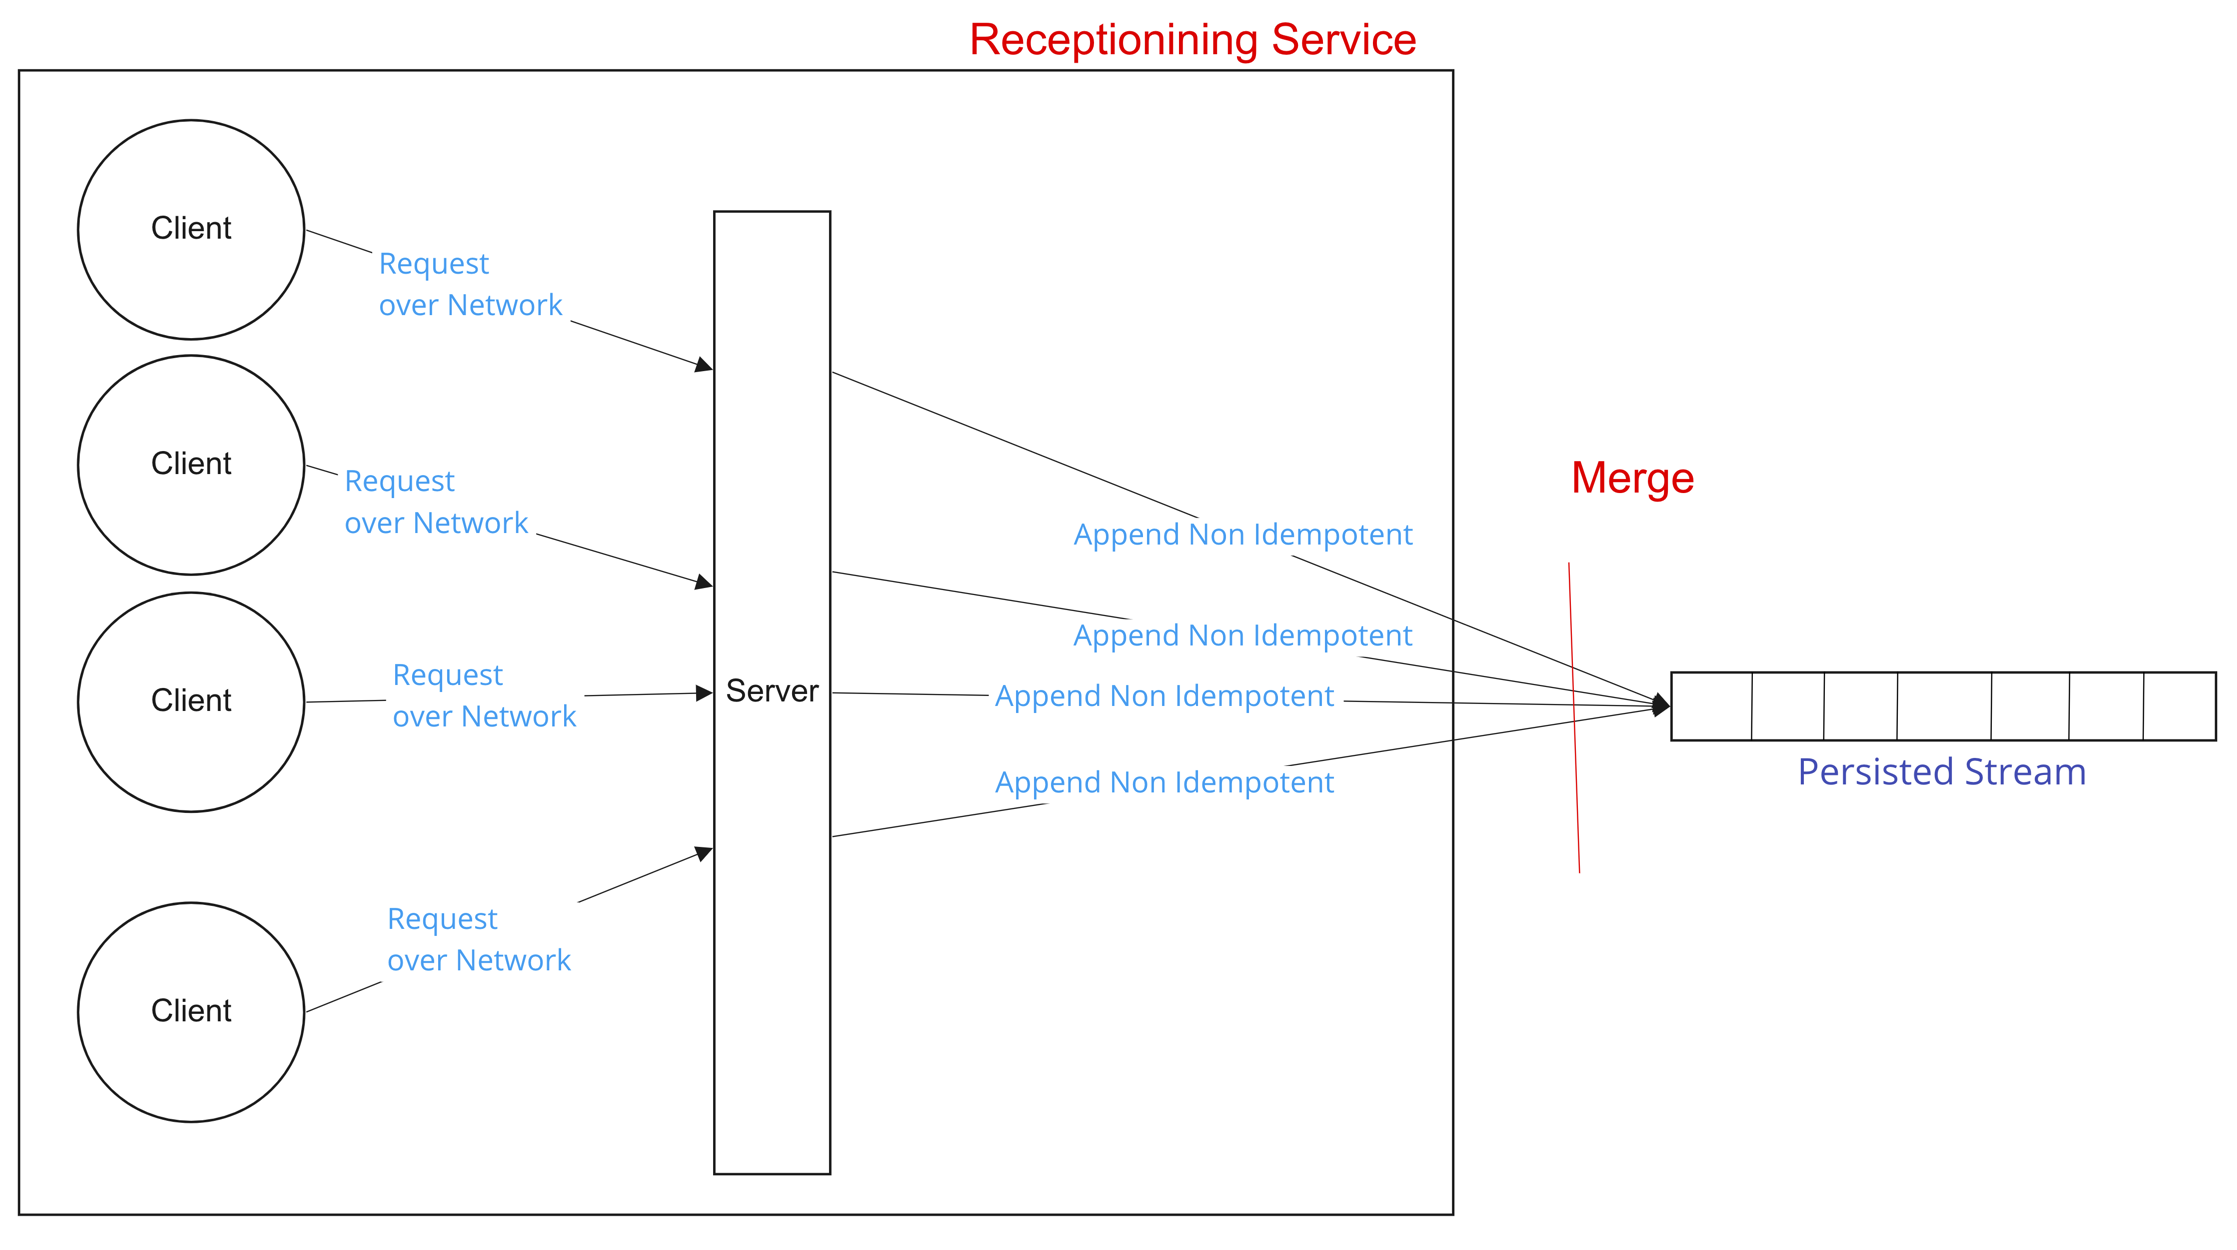 Receptionining Service
Client
Request
over Network
Client
Request
over Network
Client
Request
over Network
Client
Request
over Network
Server
Append Non Idempotent
Append Non Idempotent
Append Non Idempotent
Append Non Idempotent
Merge
Persisted Stream